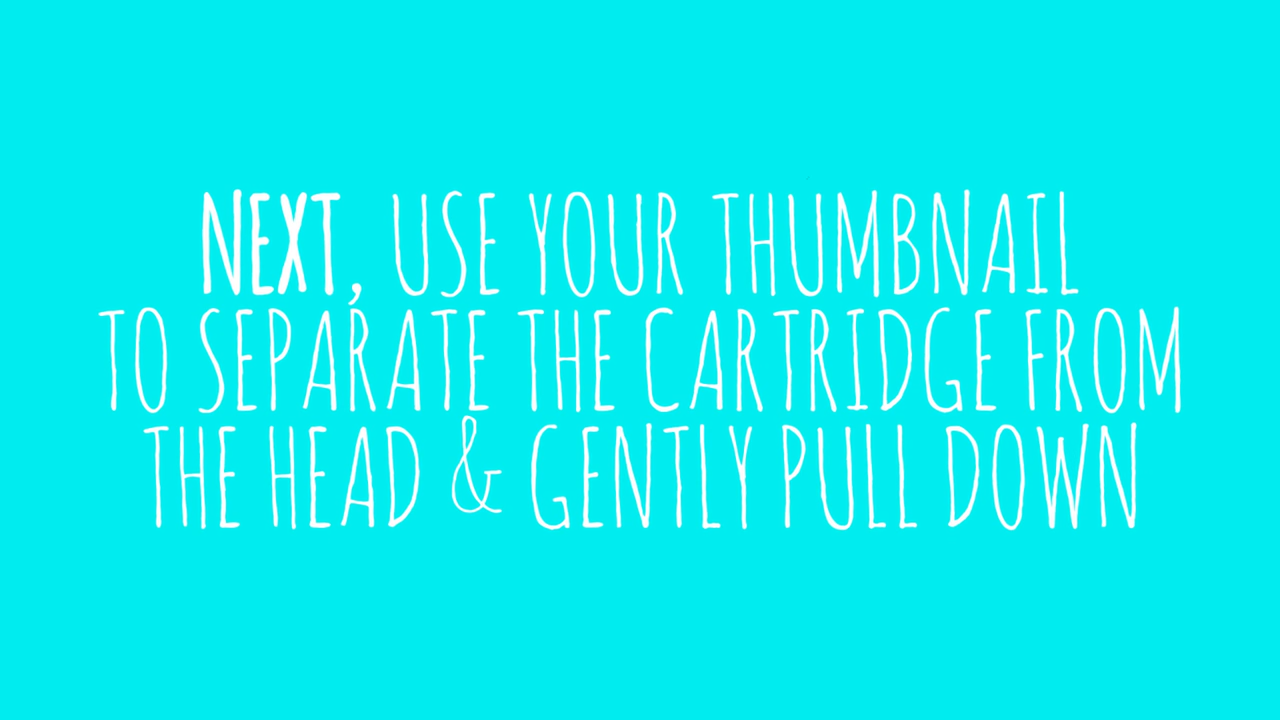 NEXT, USE YOUR THUMBNAIL
TO SEPARATE THE CARTRIDGE FROM
THE HEAD & GENTLY PULL DOWN